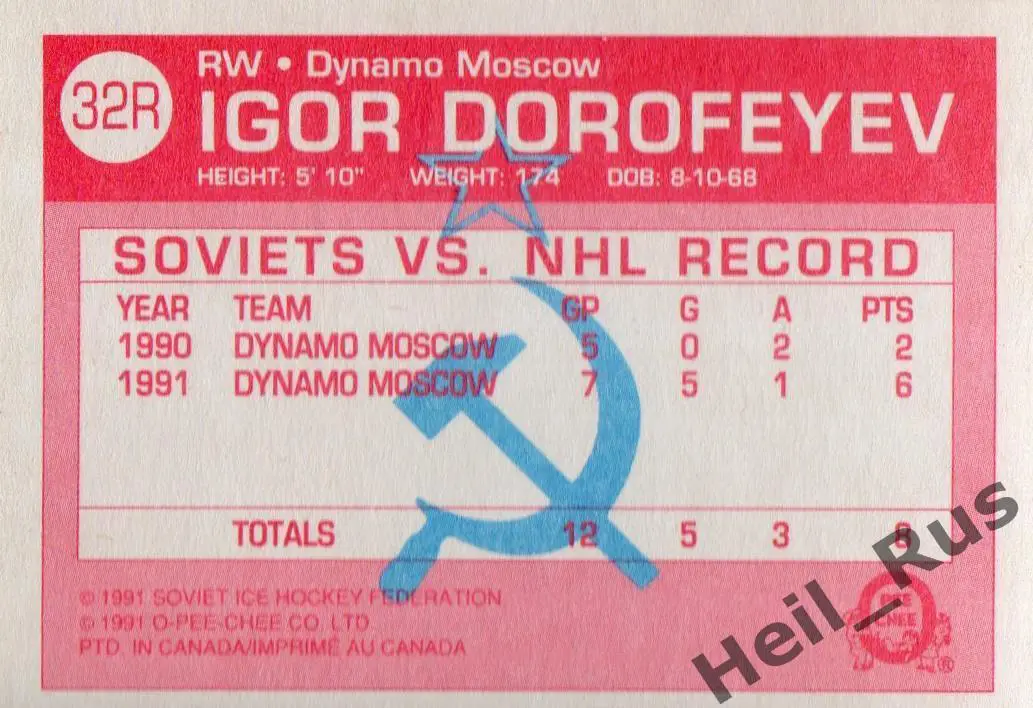 32R
RW • Dynamo Moscow
IGOR DOROFEYEV
HEIGHT: 5' 10" WEIGHT: 174 DOB: 8-10-68
SOVIETS VS. NHL RECORD
YEAR TEAM GP G A PTS
1990 DYNAMO MOSCOW 5 0 2 2
1991 DYNAMO MOSCOW 7 5 1 6
TOTALS 12 5 3 8
© 1991 SOVIET ICE HOCKEY FEDERATION
© 1991 O-PEE-CHEE CO. LTD
PTD. IN CANADA/IMPRIMÉ AU CANADA
O PEE CHEE ®
Heil_Rus